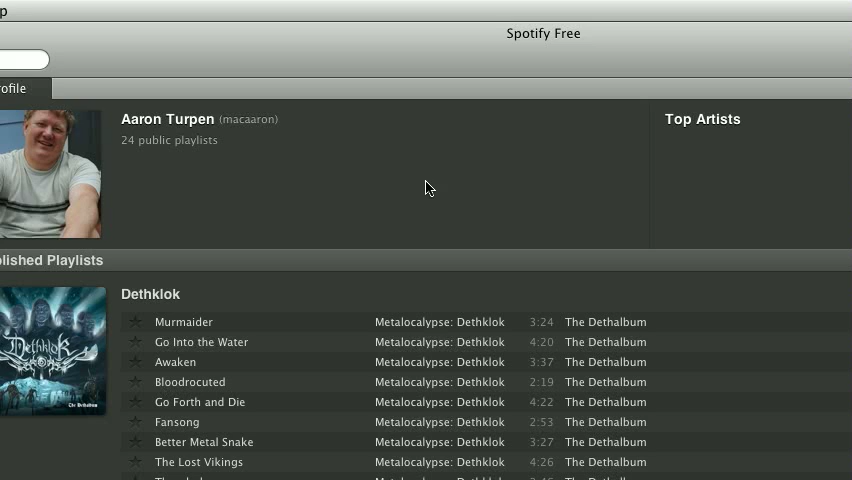 p
Spotify Free
ofile
Aaron Turpen (macaaron)
24 public playlists
Top Artists
olished Playlists
Dethklok
Murmaider Metalocalypse: Dethklok 3:24 The Dethalbum
Go Into the Water Metalocalypse: Dethklok 4:20 The Dethalbum
Awaken Metalocalypse: Dethklok 3:37 The Dethalbum
Bloodrocuted Metalocalypse: Dethklok 2:19 The Dethalbum
Go Forth and Die Metalocalypse: Dethklok 4:22 The Dethalbum
Fansong Metalocalypse: Dethklok 2:53 The Dethalbum
Better Metal Snake Metalocalypse: Dethklok 3:27 The Dethalbum
The Lost Vikings Metalocalypse: Dethklok 4:26 The Dethalbum
Dethklok
The Dethalbum